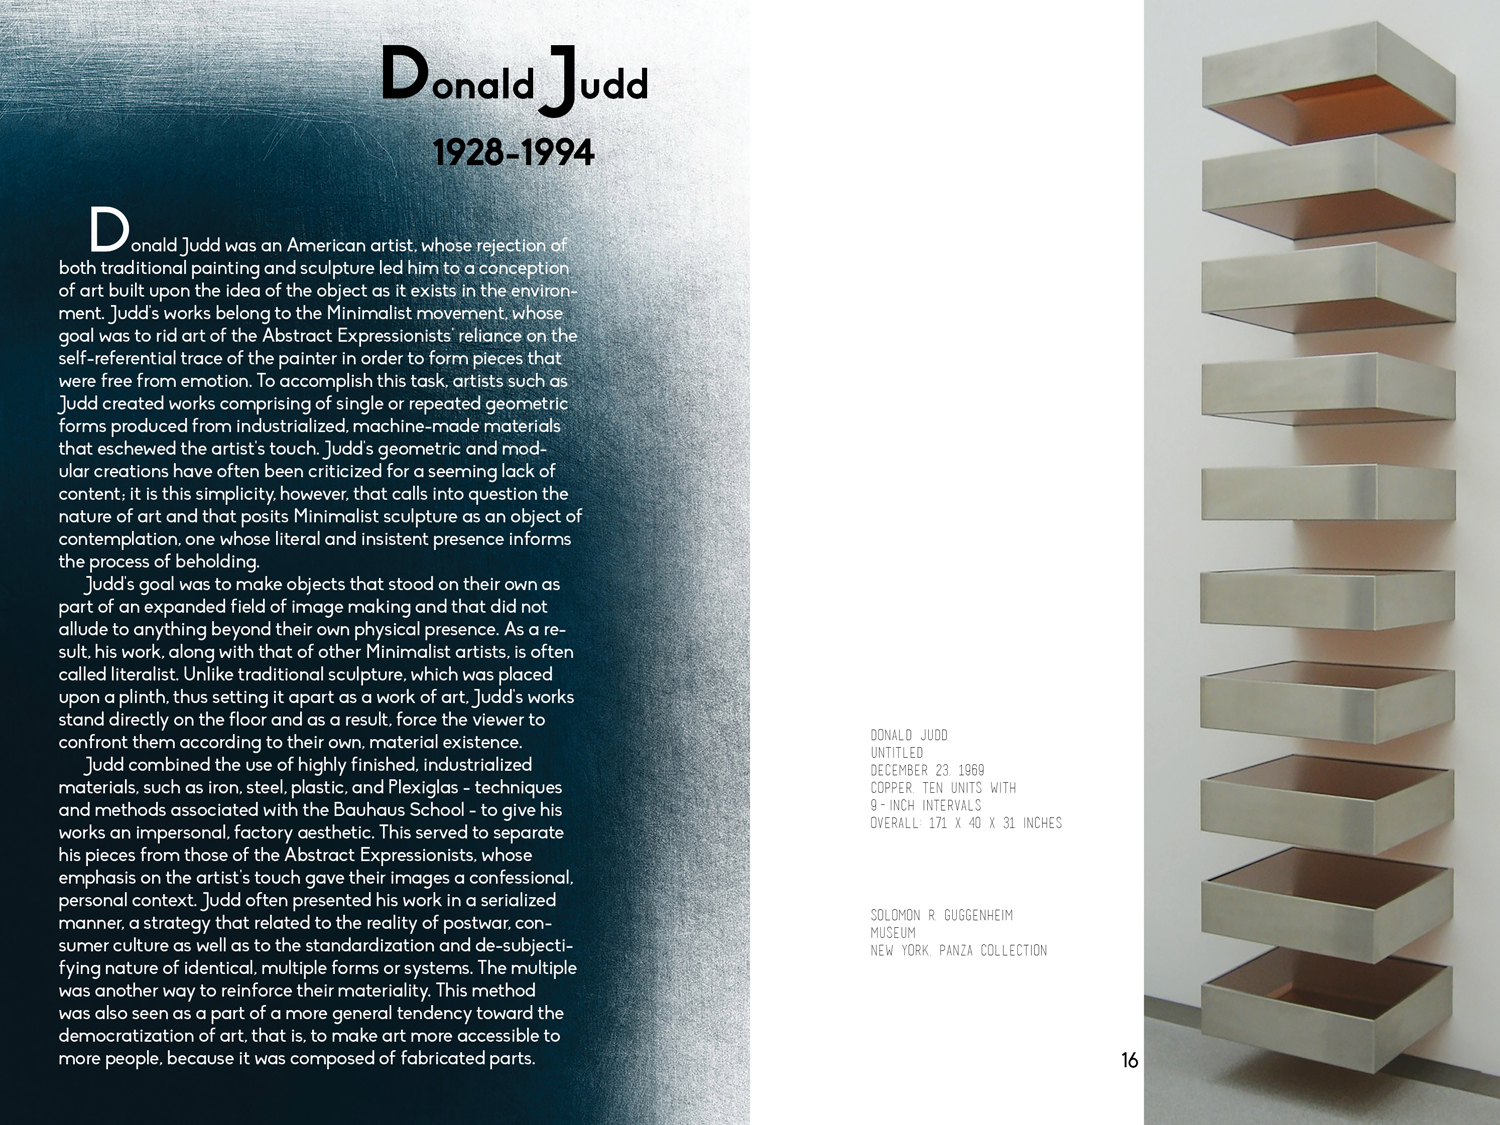 Donald Judd
1928-1994
Donald Judd was an American artist, whose rejection of
both traditional painting and sculpture led him to a conception
of art built upon the idea of the object as it exists in the environ-
ment. Judd's works belong to the Minimalist movement, whose
goal was to rid art of the Abstract Expressionists' reliance on the
self-referential trace of the painter in order to form pieces that
were free from emotion. To accomplish this task, artists such as
Judd created works comprising of single or repeated geometric
forms produced from industrialized, machine-made materials
that eschewed the artist's touch. Judd's geometric and mod-
ular creations have often been criticized for a seeming lack of
content; it is this simplicity, however, that calls into question the
nature of art and that posits Minimalist sculpture as an object of
contemplation, one whose literal and insistent presence informs
the process of beholding.
Judd's goal was to make objects that stood on their own as
part of an expanded field of image making and that did not
allude to anything beyond their own physical presence. As a re-
sult, his work, along with that of other Minimalist artists, is often
called literalist. Unlike traditional sculpture, which was placed
upon a plinth, thus setting it apart as a work of art, Judd's works
stand directly on the floor and as a result, force the viewer to
confront them according to their own, material existence.
Judd combined the use of highly finished, industrialized
materials, such as iron, steel, plastic, and Plexiglas - techniques
and methods associated with the Bauhaus School - to give his
works an impersonal, factory æsthetic. This served to separate
his pieces from those of the Abstract Expressionists, whose
emphasis on the artist's touch gave their images a confessional,
personal context. Judd often presented his work in a serialized
manner, a strategy that related to the reality of postwar, con-
sumer culture as well as to the standardization and de-subjecti-
fying nature of identical, multiple forms or systems. The multiple
was another way to reinforce their materiality. This method
was also seen as a part of a more general tendency toward the
democratization of art, that is, to make art more accessible to
more people, because it was composed of fabricated parts.
DONALD JUDD
UNTITLED
DECEMBER 23, 1969
COPPER, TEN UNITS WITH
9-INCH INTERVALS
OVERALL: 171 X 40 X 31 INCHES
SOLOMON R. GUGGENHEIM
MUSEUM
NEW YORK, PANZA COLLECTION
16